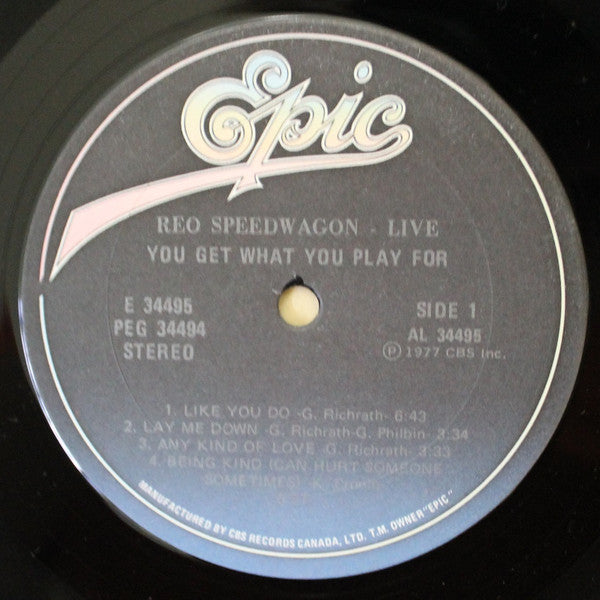 Epic
REO SPEEDWAGON - LIVE
YOU GET WHAT YOU PLAY FOR
E 34495
PEG 34494
STEREO
SIDE 1
AL 34495
Ⓟ 1977 CBS Inc.
1. LIKE YOU DO -G. Richrath- 6:43
2. LAY ME DOWN -G. Richrath-G. Philbin- 3:34
3. ANY KIND OF LOVE -G. Richrath- 3:33
4. BEING KIND (CAN HURT SOMEONE
SOMETIMES) -K.
MANUFACTURED BY CBS RECORDS CANADA, LTD. T.M. OWNER "EPIC"